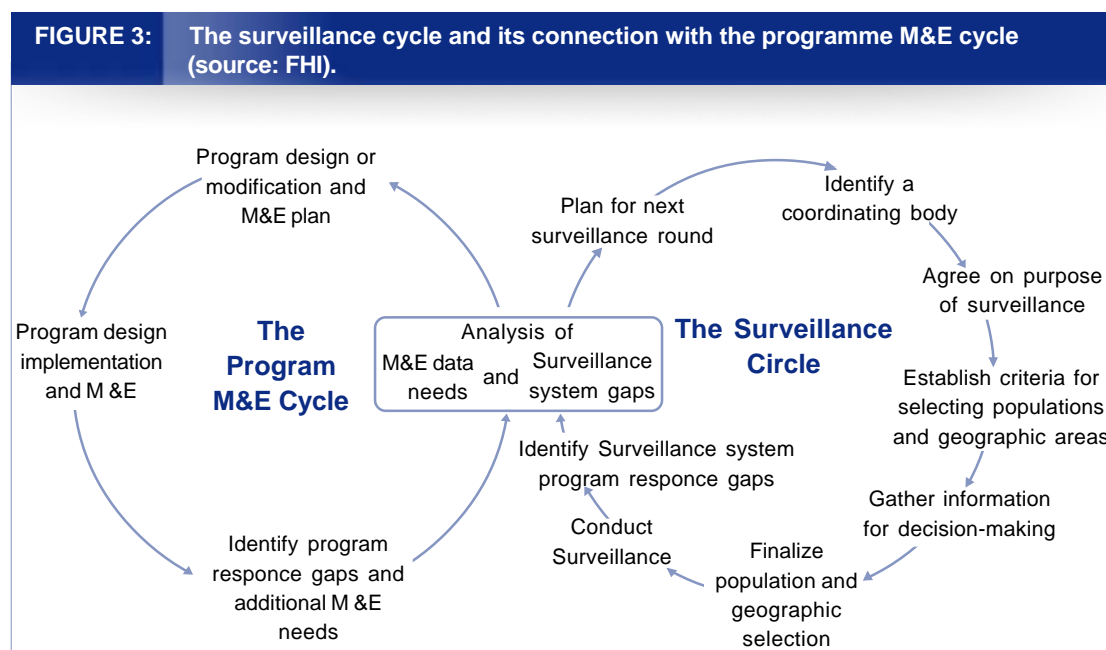 FIGURE 3:
The surveillance cycle and its connection with the programme M&E cycle
(source: FHI).
Program design or
modification and
M&E plan
Program design
implementation
and M &E
Identify program
responce gaps and
additional M &E
needs
The
Program
M&E Cycle
Analysis of
M&E data
needs
and
Surveillance
system gaps
The Surveillance
Circle
Plan for next
surveillance round
Identify a
coordinating body
Agree on purpose
of surveillance
Establish criteria for
selecting populations
and geographic areas
Gather information
for decision-making
Finalize
population and
geographic
selection
Conduct
Surveillance
Identify Surveillance system
program responce gaps